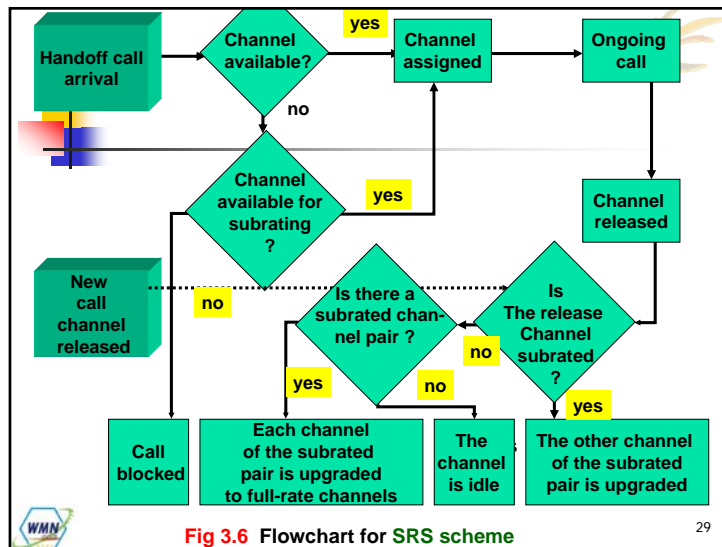 Handoff call
arrival
Channel
available?
yes
Channel
assigned
Ongoing
call
no
Channel
available for
subrating
?
yes
Channel
released
New
call
channel
released
no
Is there a
subrated chan-
nel pair ?
Is
The release
Channel
subrated
?
no
yes
no
yes
Call
blocked
Each channel
of the subrated
pair is upgraded
to full-rate channels
The
channel
is idle
s
The other channel
of the subrated
pair is upgraded
WMN
Fig 3.6 Flowchart for SRS scheme
29